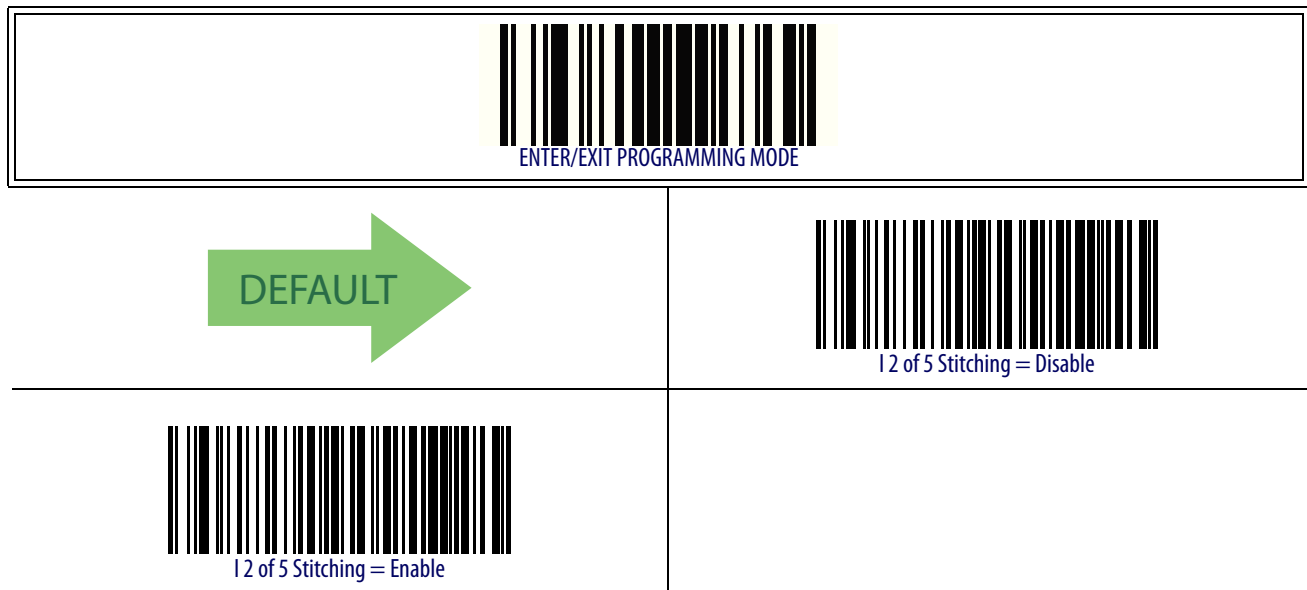 ENTER/EXIT PROGRAMMING MODE
DEFAULT
I 2 of 5 Stitching = Disable
I 2 of 5 Stitching = Enable